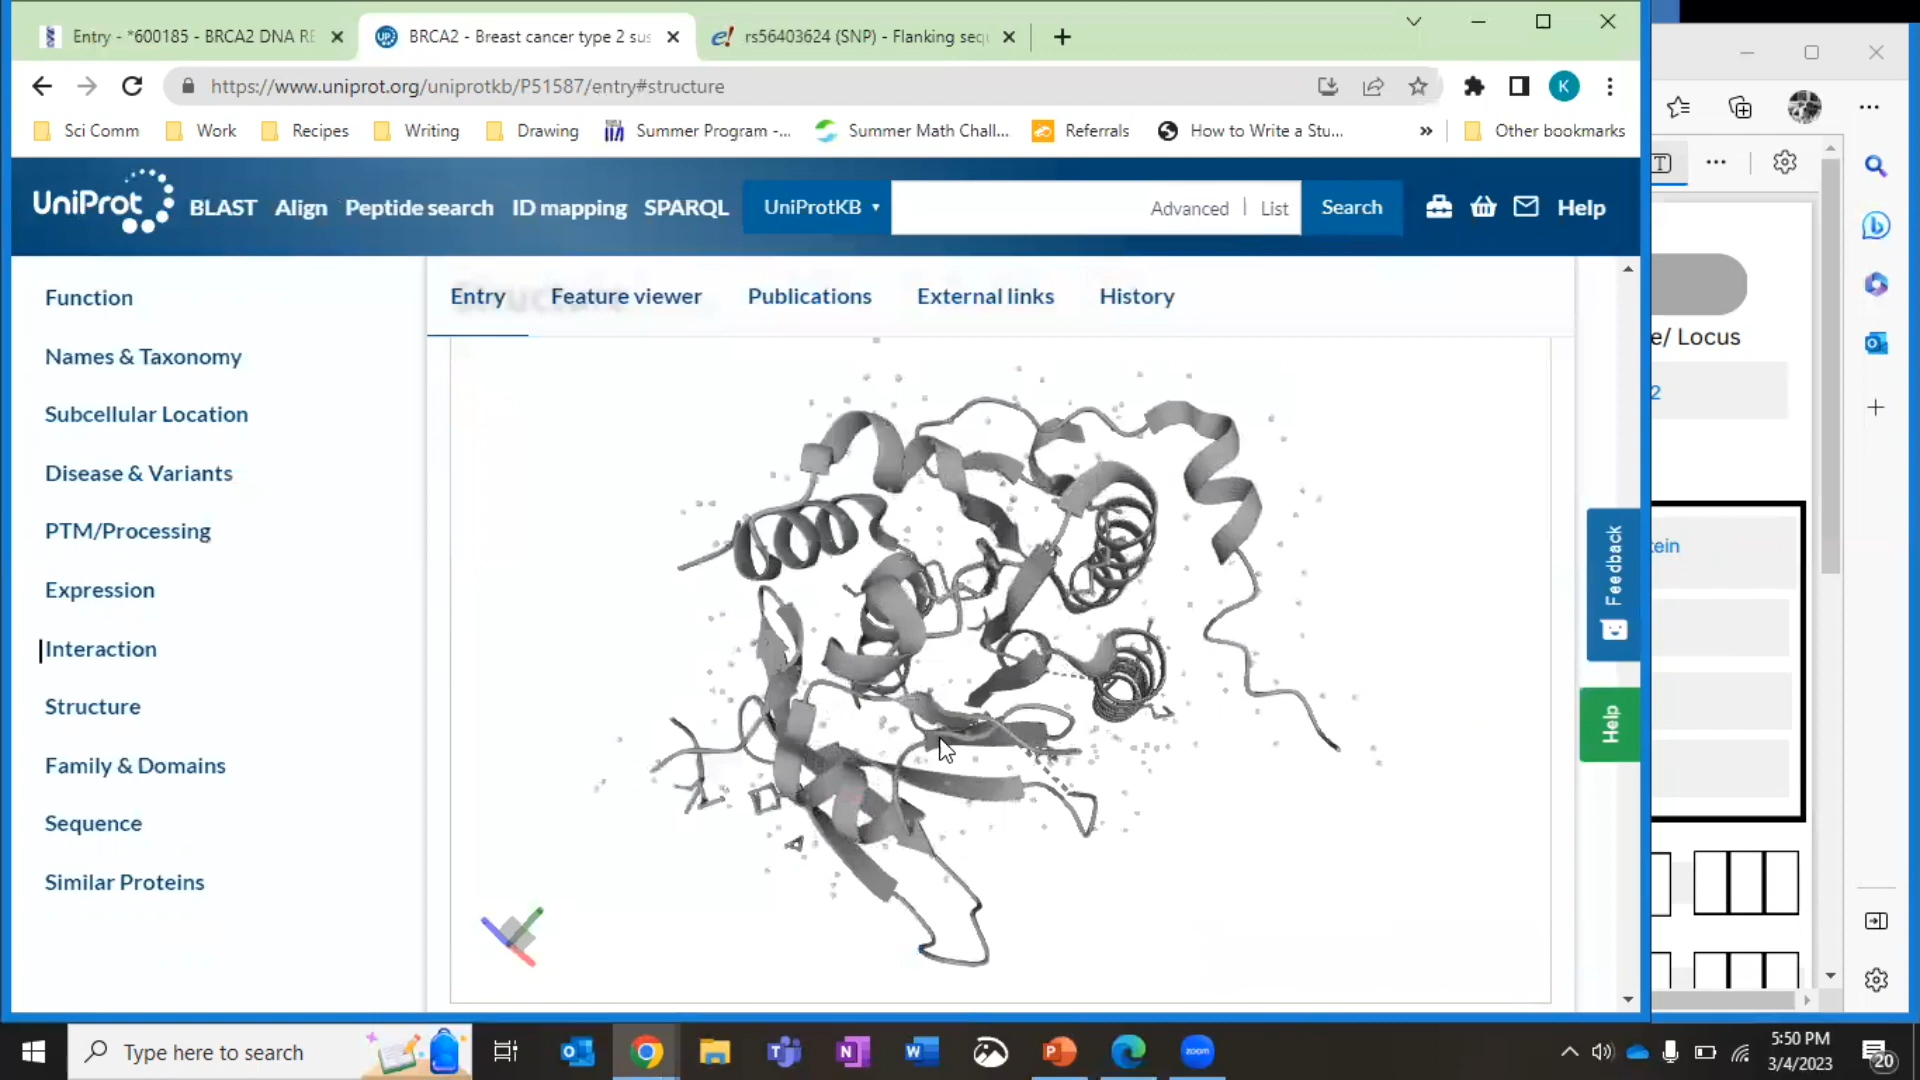 Entry - *600185 - BRCA2 DNA RE
BRCA2 - Breast cancer type 2 sus
rs56403624 (SNP) - Flanking seq
https://www.uniprot.org/uniprotkb/P51587/entry#structure
K
Sci Comm
Work
Recipes
Writing
Drawing
Summer Program -...
Summer Math Chall...
Referrals
How to Write a Stu...
»
Other bookmarks
UniProt
BLAST Align Peptide search ID mapping SPARQL
UniProtKB
Advanced | List
Search
Help
Entry Feature viewer Publications External links History
Function
Names & Taxonomy
Subcellular Location
Disease & Variants
PTM/Processing
Expression
Interaction
Structure
Family & Domains
Sequence
Similar Proteins
Feedback
Help
e/ Locus
2
tein
Type here to search
zoom
5:50 PM
3/4/2023
20